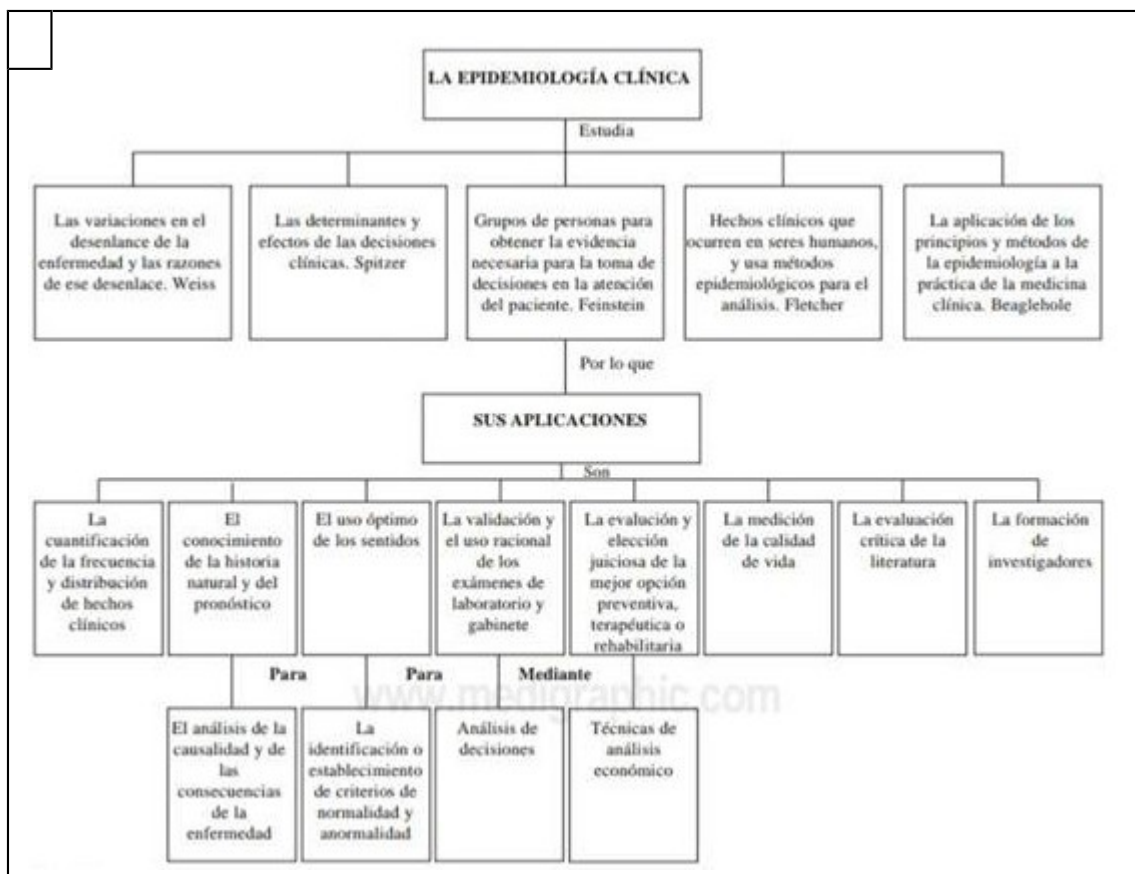 LA EPIDEMIOLOGÍA CLÍNICA
Estudia
Las variaciones en el
desenlance de la
enfermedad y las razones
de ese desenlace. Weiss
Las determinantes y
efectos de las decisiones
clínicas. Spitzer
Grupos de personas para
obtener la evidencia
necesaria para la toma de
decisiones en la atención
del paciente. Feinstein
Hechos clínicos que
ocurren en seres humanos,
y usa métodos
epidemiológicos para el
análisis. Fletcher
La aplicación de los
principios y métodos de
la epidemiología a la
práctica de la medicina
clínica. Beaglehole
Por lo que
SUS APLICACIONES
Son
La
cuantificación
de la frecuencia
y distribución
de hechos
clínicos
El
conocimiento
de la historia
natural y del
pronóstico
El uso óptimo
de los sentidos
La validación y
el uso racional
de los
exámenes de
laboratorio y
gabinete
La evalución y
elección
juiciosa de la
mejor opción
preventiva,
terapéutica o
rehabilitaria
La medición
de la calidad
de vida
La evaluación
crítica de la
literatura
La formación
de
investigadores
Para
Para
Mediante
www.medigraphic.com
El análisis de la
causalidad y de
las
consecuencias
de la
enfermedad
La
identificación o
establecimiento
de criterios de
normalidad y
anormalidad
Análisis de
decisiones
Técnicas de
análisis
económico